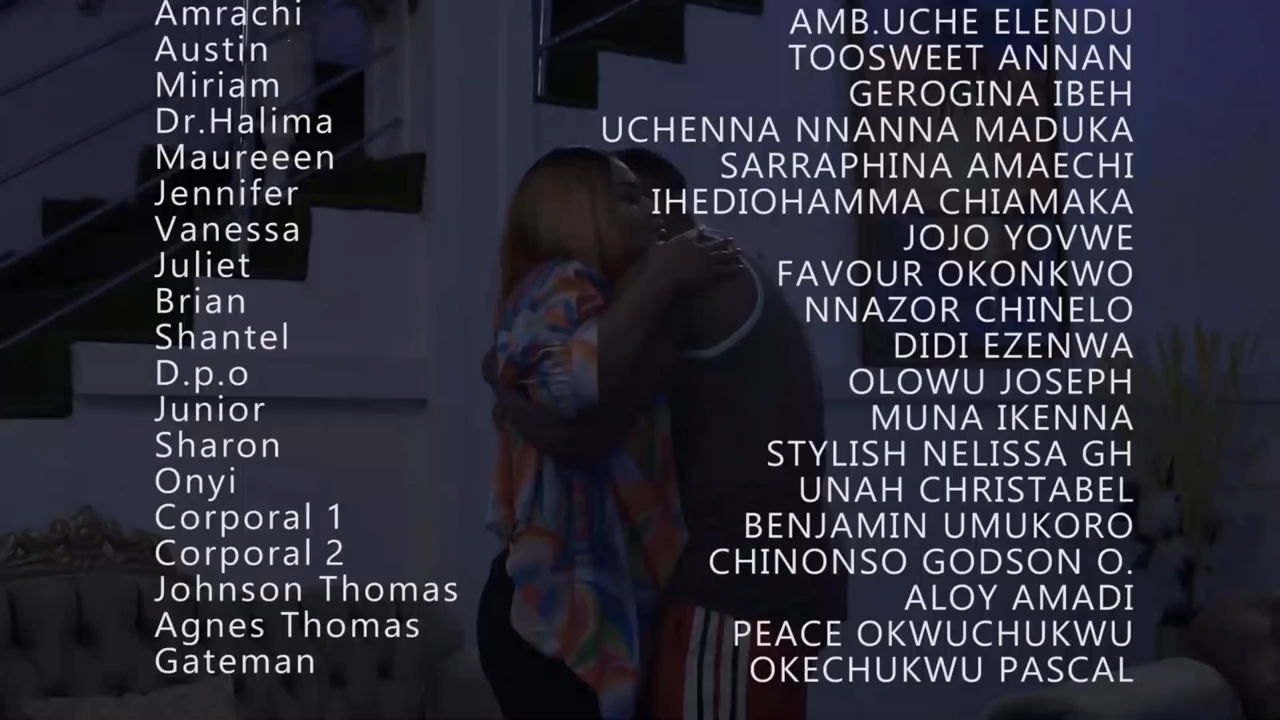 Amrachi AMB.UCHE ELENDU
Austin TOOSWEET ANNAN
Miriam GEROGINA IBEH
Dr.Halima UCHENNA NNANNA MADUKA
Maureeen SARRAPHINA AMAECHI
Jennifer IHEDIOHAMMA CHIAMAKA
Vanessa JOJO YOVWE
Juliet FAVOUR OKONKWO
Brian NNAZOR CHINELO
Shantel DIDI EZENWA
D.p.o OLOWU JOSEPH
Junior MUNA IKENNA
Sharon STYLISH NELISSA GH
Onyi UNAH CHRISTABEL
Corporal 1 BENJAMIN UMUKORO
Corporal 2 CHINONSO GODSON O.
Johnson Thomas ALOY AMADI
Agnes Thomas PEACE OKWUCHUKWU
Gateman OKECHUKWU PASCAL